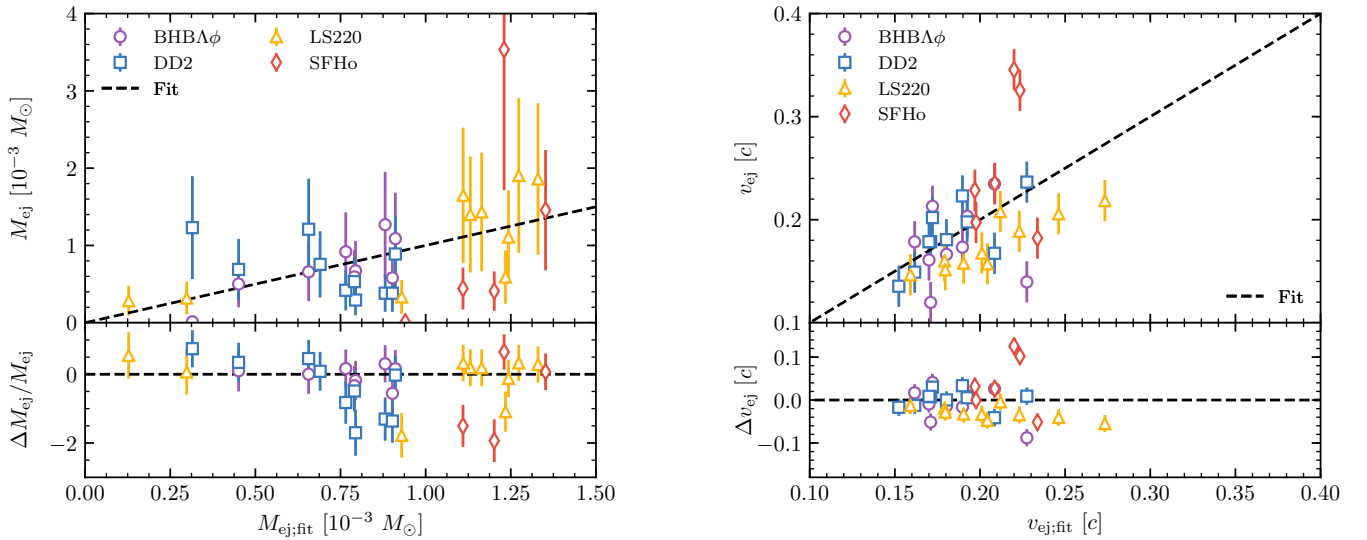 BHBΛϕ
DD2
Fit
LS220
SFHo
4
3
2
1
0
M_ej [10⁻³ M_⊙]
0
−2
ΔM_ej/M_ej
0.00 0.25 0.50 0.75 1.00 1.25 1.50
M_ej;fit [10⁻³ M_⊙]
BHBΛϕ
DD2
LS220
SFHo
0.4
0.3
0.2
0.1
v_ej [c]
Fit
0.1
0.0
−0.1
Δv_ej [c]
0.10 0.15 0.20 0.25 0.30 0.35 0.40
v_ej;fit [c]